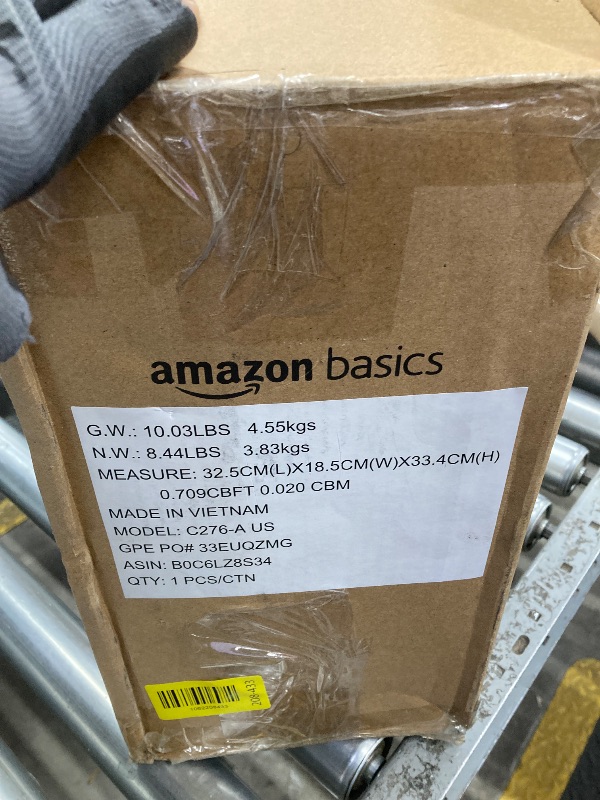 amazon basics
G.W.: 10.03LBS 4.55kgs
N.W.: 8.44LBS 3.83kgs
MEASURE: 32.5CM(L)X18.5CM(W)X33.4CM(H)
0.709CBFT 0.020 CBM
MADE IN VIETNAM
MODEL: C276-A US
GPE PO# 33EUQZMG
ASIN: B0C6LZ8S34
QTY: 1 PCS/CTN
208433